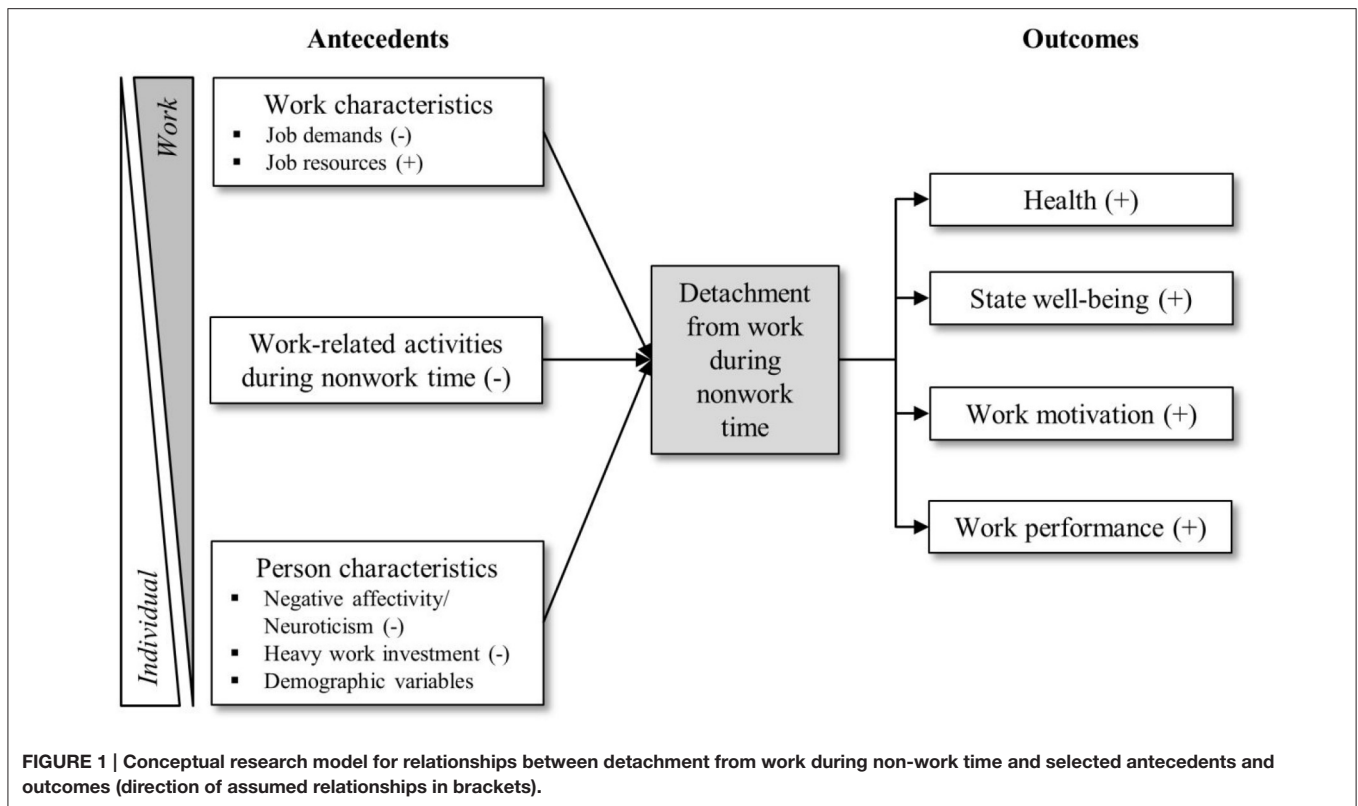 Antecedents
Outcomes
Work
Individual
Work characteristics
▪ Job demands (-)
▪ Job resources (+)
Work-related activities
during nonwork time (-)
Person characteristics
▪ Negative affectivity/
Neuroticism (-)
▪ Heavy work investment (-)
▪ Demographic variables
Detachment
from work
during
nonwork
time
Health (+)
State well-being (+)
Work motivation (+)
Work performance (+)
FIGURE 1 | Conceptual research model for relationships between detachment from work during non-work time and selected antecedents and
outcomes (direction of assumed relationships in brackets).